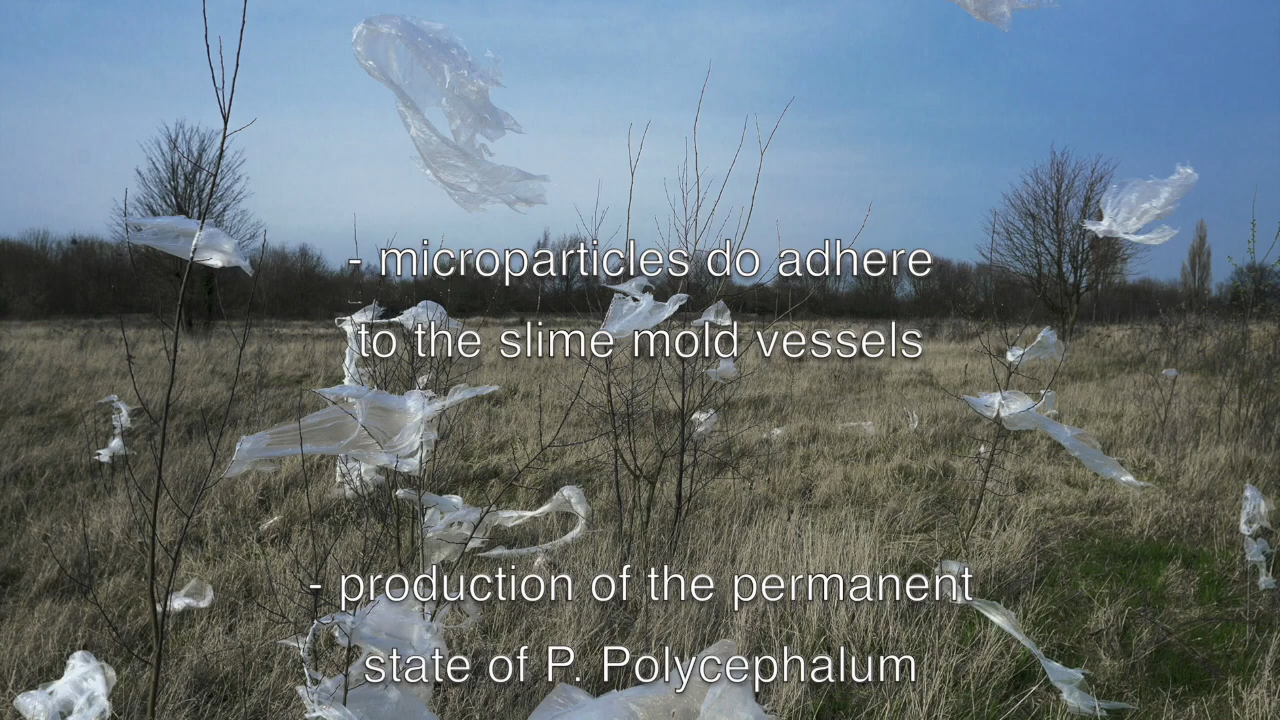 - microparticles do adhere
to the slime mold vessels
- production of the permanent
state of P. Polycephalum